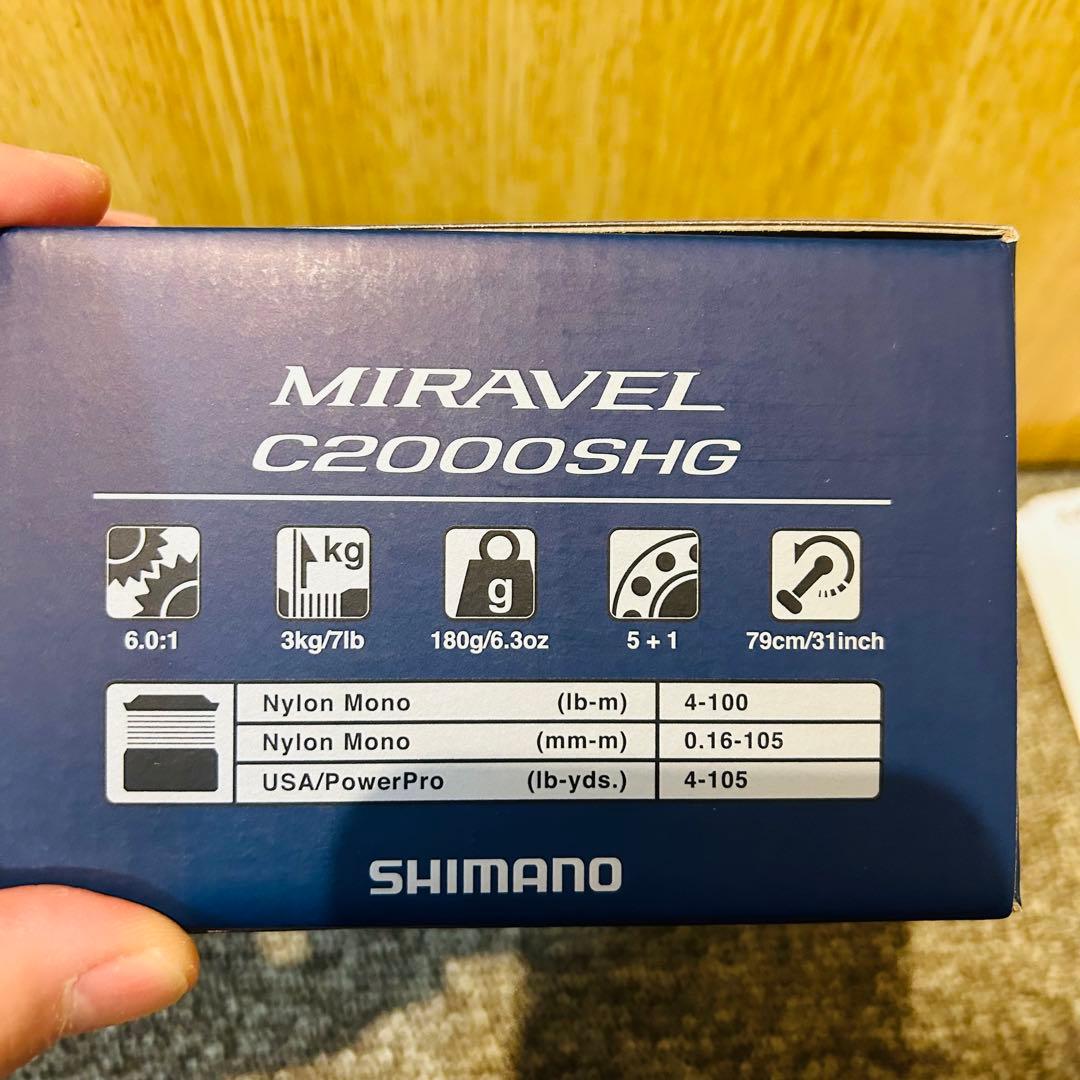 MIRAVEL
C2000SHG
kg
g
6.0:1 3kg/7lb 180g/6.3oz 5 + 1 79cm/31inch
Nylon Mono (lb-m) 4-100
Nylon Mono (mm-m) 0.16-105
USA/PowerPro (lb-yds.) 4-105
SHIMANO